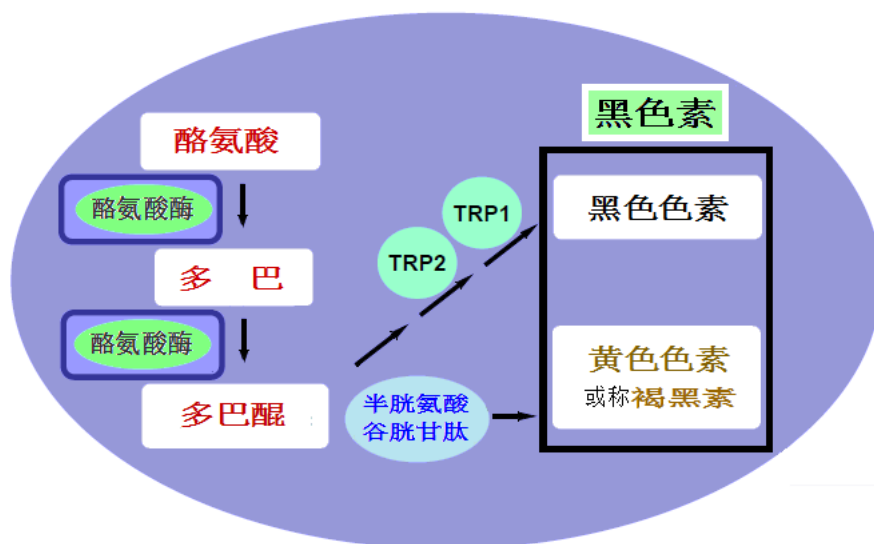 黑色素
酪氨酸
酪氨酸酶
多 巴
酪氨酸酶
多巴醌
TRP2
TRP1
半胱氨酸
谷胱甘肽
黑色色素
黄色色素
或称褐黑素